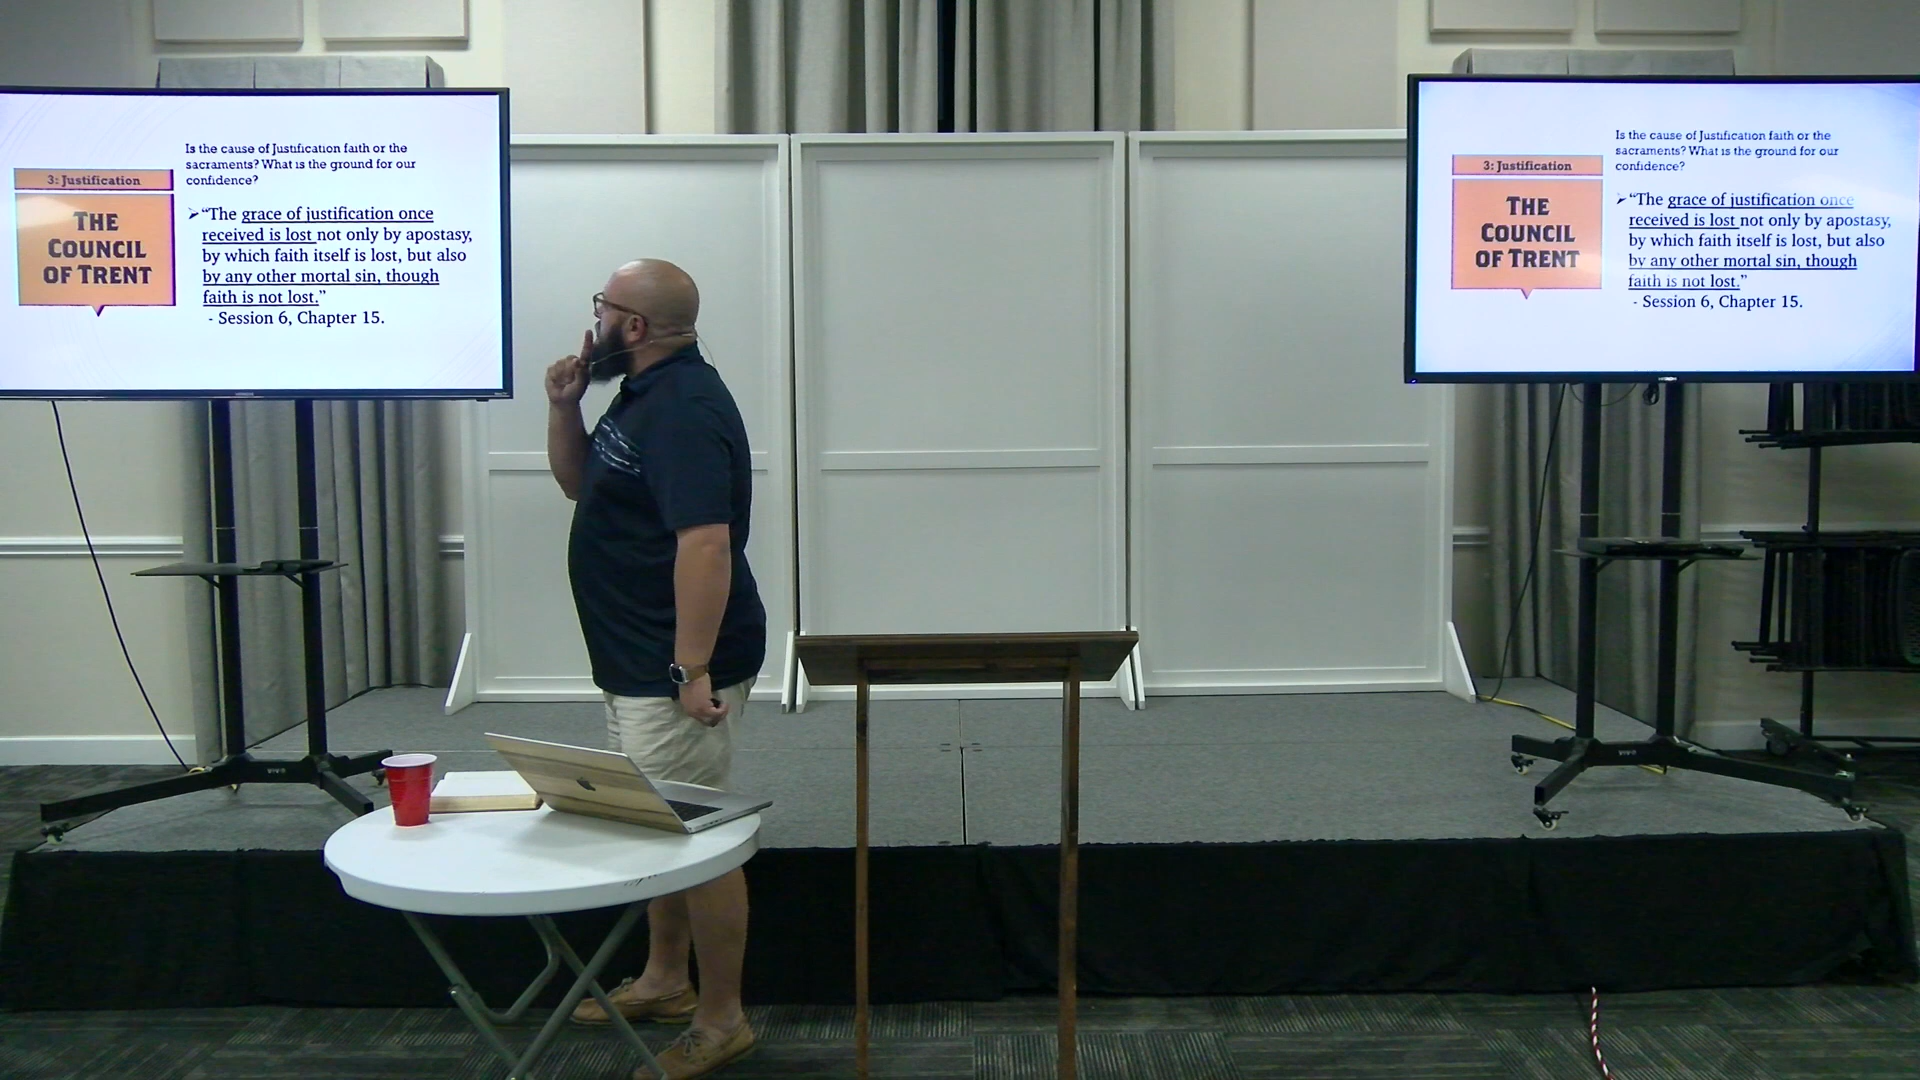 Is the cause of Justification faith or the
sacraments? What is the ground for our
confidence?
3: Justification
THE
COUNCIL
OF TRENT
➢“The grace of justification once
received is lost not only by apostasy,
by which faith itself is lost, but also
by any other mortal sin, though
faith is not lost.”
- Session 6, Chapter 15.
Is the cause of Justification faith or the
sacraments? What is the ground for our
confidence?
3: Justification
THE
COUNCIL
OF TRENT
➢“The grace of justification once
received is lost not only by apostasy,
by which faith itself is lost, but also
by any other mortal sin, though
faith is not lost.”
- Session 6, Chapter 15.